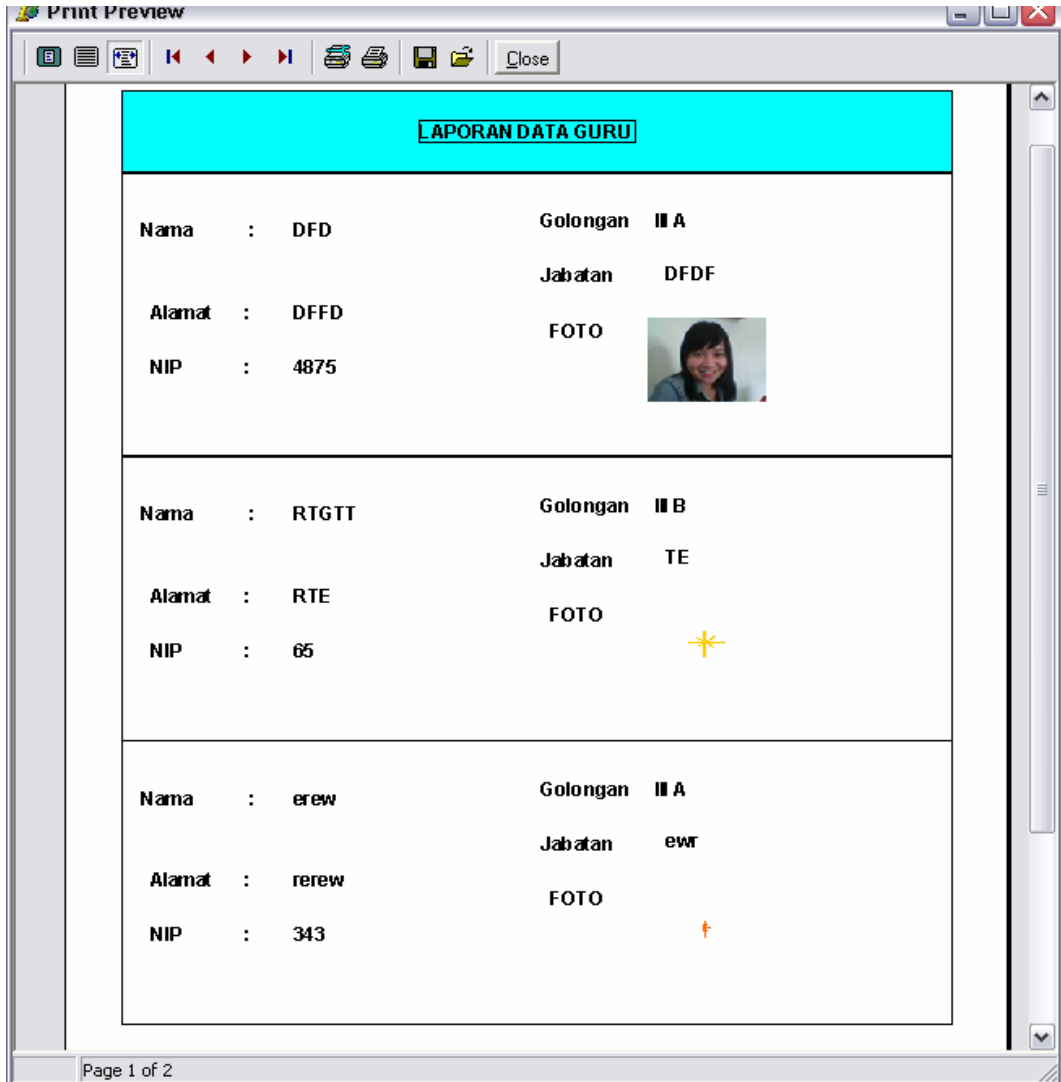 Print Preview
Close
LAPORAN DATA GURU
Nama : DFD
Golongan III A
Jabatan DFDF
Alamat : DFFD
FOTO
NIP : 4875
Nama : RTGTT
Golongan III B
Jabatan TE
Alamat : RTE
FOTO
NIP : 65
Nama : erew
Golongan III A
Jabatan ewr
Alamat : rerew
FOTO
NIP : 343
Page 1 of 2